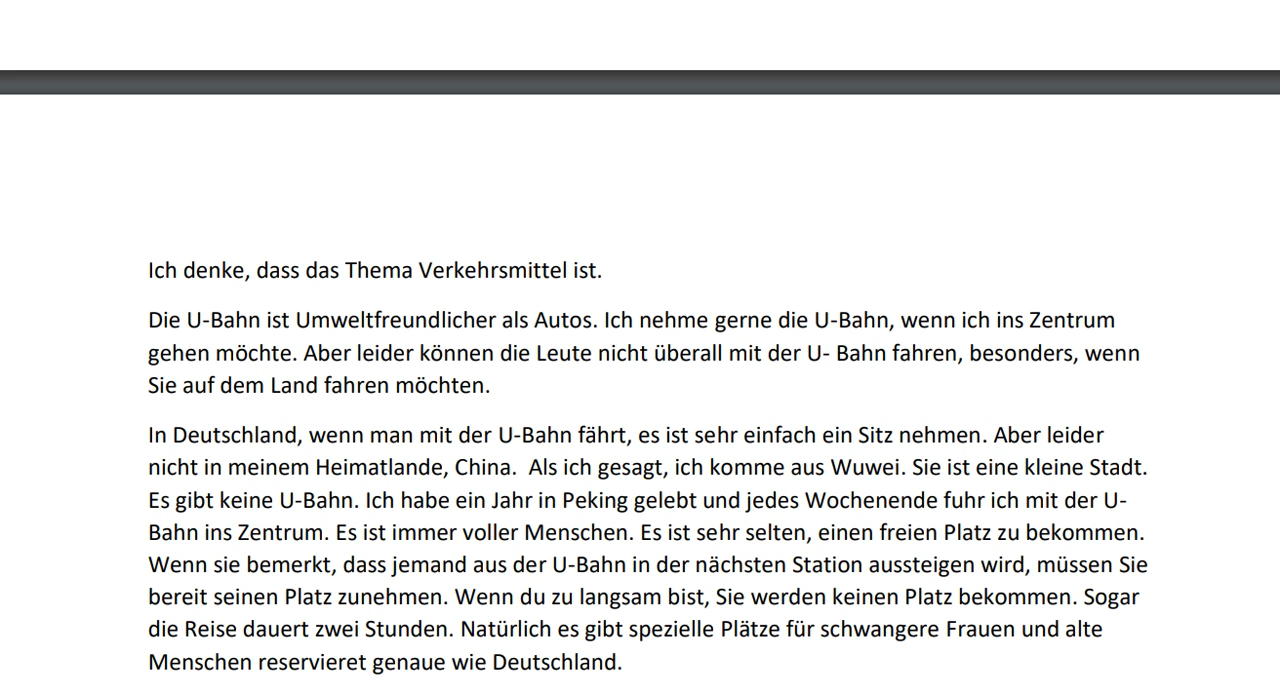 Ich denke, dass das Thema Verkehrsmittel ist.
Die U-Bahn ist Umweltfreundlicher als Autos. Ich nehme gerne die U-Bahn, wenn ich ins Zentrum
gehen möchte. Aber leider können die Leute nicht überall mit der U- Bahn fahren, besonders, wenn
Sie auf dem Land fahren möchten.
In Deutschland, wenn man mit der U-Bahn fährt, es ist sehr einfach ein Sitz nehmen. Aber leider
nicht in meinem Heimatlande, China.  Als ich gesagt, ich komme aus Wuwei. Sie ist eine kleine Stadt.
Es gibt keine U-Bahn. Ich habe ein Jahr in Peking gelebt und jedes Wochenende fuhr ich mit der U-
Bahn ins Zentrum. Es ist immer voller Menschen. Es ist sehr selten, einen freien Platz zu bekommen.
Wenn sie bemerkt, dass jemand aus der U-Bahn in der nächsten Station aussteigen wird, müssen Sie
bereit seinen Platz zunehmen. Wenn du zu langsam bist, Sie werden keinen Platz bekommen. Sogar
die Reise dauert zwei Stunden. Natürlich es gibt spezielle Plätze für schwangere Frauen und alte
Menschen reservieret genaue wie Deutschland.